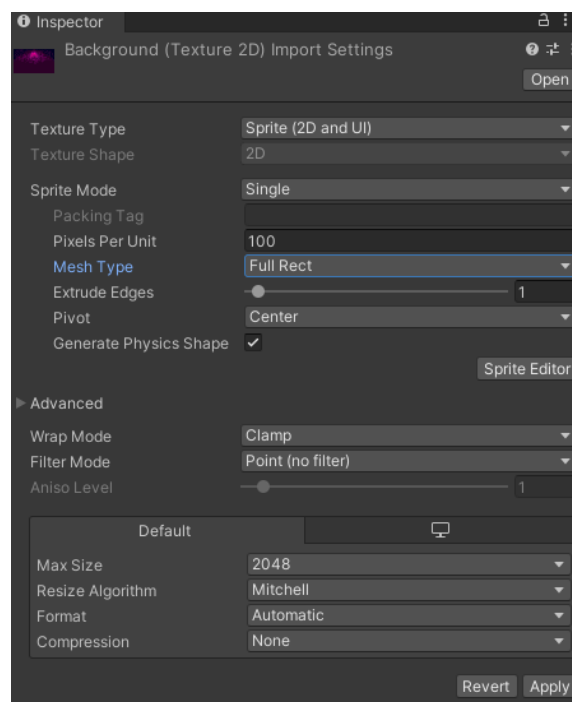 Inspector
Background (Texture 2D) Import Settings
Open
Texture Type Sprite (2D and UI)
Texture Shape 2D
Sprite Mode Single
Packing Tag
Pixels Per Unit 100
Mesh Type Full Rect
Extrude Edges 1
Pivot Center
Generate Physics Shape
Sprite Editor
Advanced
Wrap Mode Clamp
Filter Mode Point (no filter)
Aniso Level 1
Default
Max Size 2048
Resize Algorithm Mitchell
Format Automatic
Compression None
Revert Apply